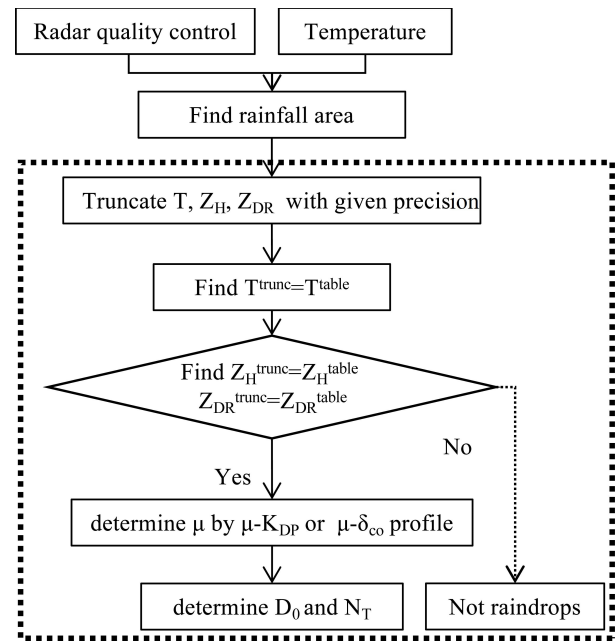 Radar quality control
Temperature
Find rainfall area
Truncate T, Z_H, Z_DR with given precision
Find T^trunc=T^table
Find Z_H^trunc=Z_H^table
Z_DR^trunc=Z_DR^table
No
Yes
determine μ by μ-K_DP or μ-δ_co profile
determine D_0 and N_T
Not raindrops